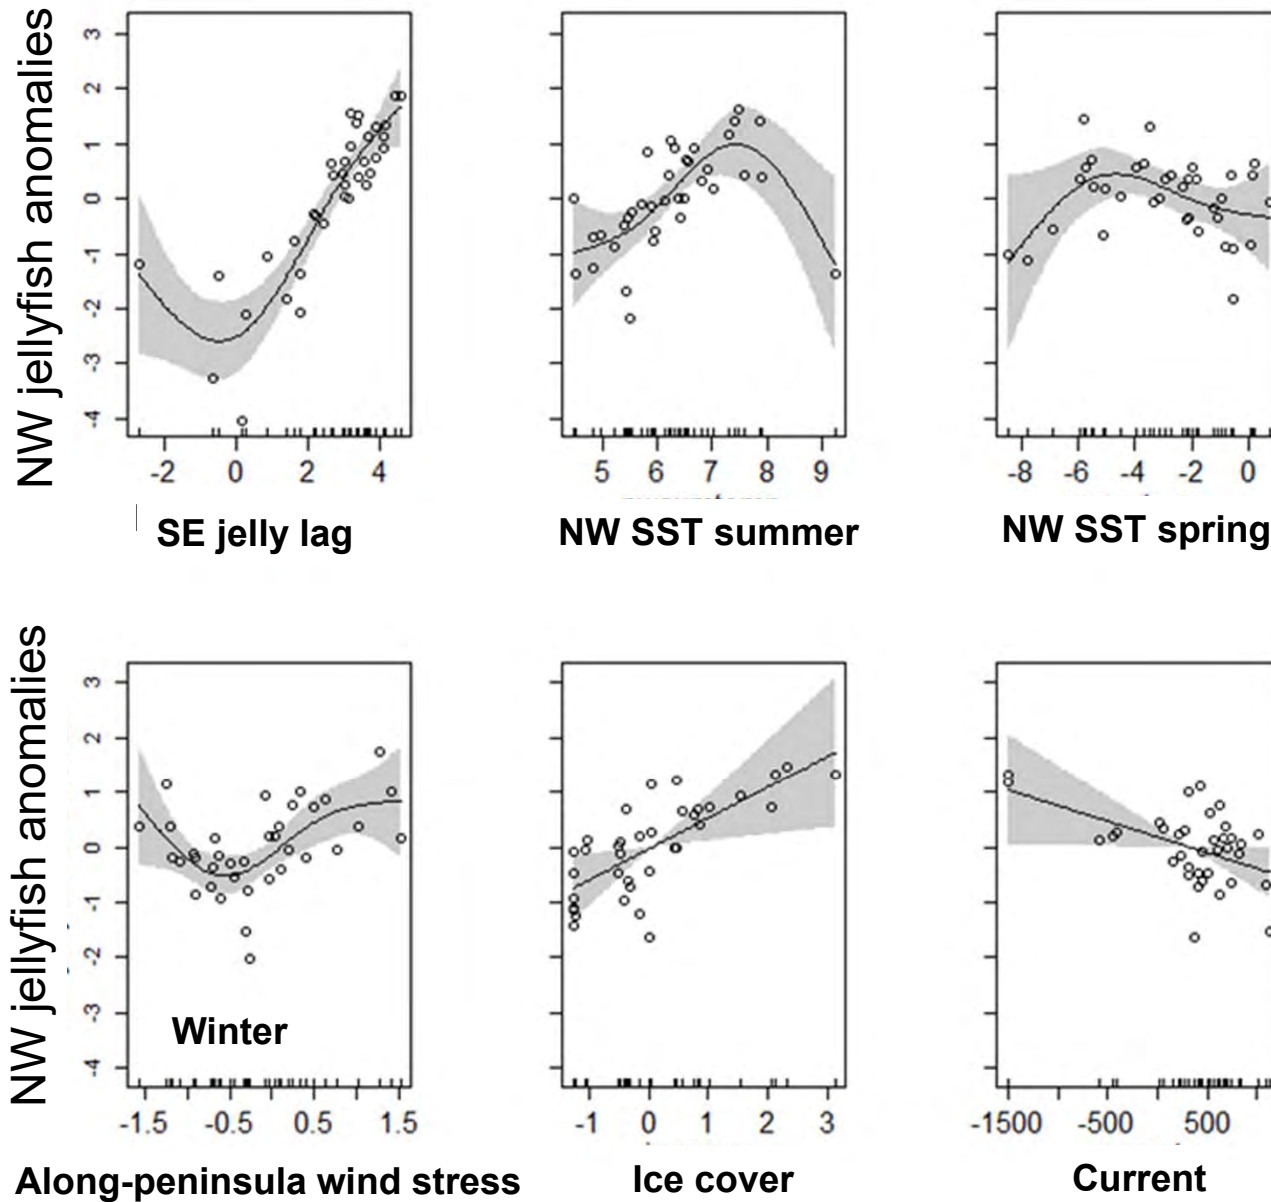 NW jellyfish anomalies
3
2
1
0
-1
-2
-3
-4
-2 0 2 4
5 6 7 8 9
-8 -6 -4 -2 0
SE jelly lag
NW SST summer
NW SST spring
NW jellyfish anomalies
3
2
1
0
-1
-2
-3
-4
Winter
-1.5 -0.5 0.5 1.5
-1 0 1 2 3
-1500 -500 500
Along-peninsula wind stress
Ice cover
Current